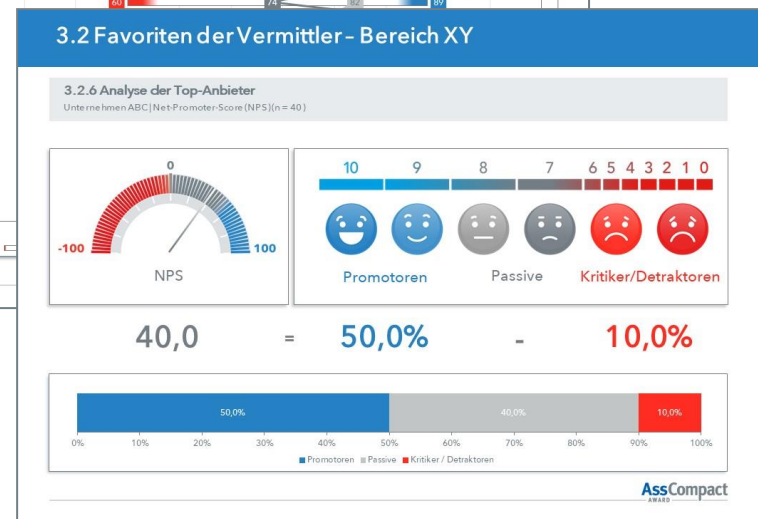 60 74 82 89
3.2 Favoriten der Vermittler – Bereich XY
3.2.6 Analyse der Top-Anbieter
Unternehmen ABC | Net-Promoter-Score (NPS) (n = 40)
0
-100 100
NPS
10 9 8 7 6 5 4 3 2 1 0
Promotoren Passive Kritiker/Detraktoren
40,0 = 50,0% - 10,0%
50,0% 40,0% 10,0%
0% 10% 20% 30% 40% 50% 60% 70% 80% 90% 100%
Promotoren Passive Kritiker / Detraktoren
AssCompact
AWARD